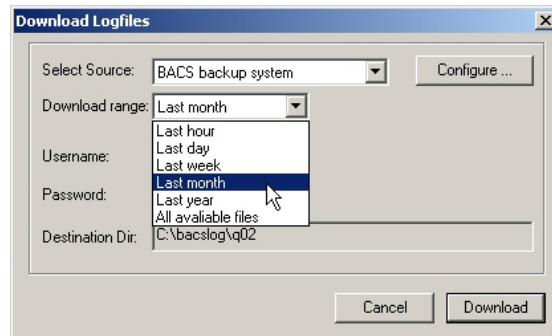 Download Logfiles
Select Source: BACS backup system Configure ...
Download range: Last month
Last hour
Last day
Username:
Last week
Last month
Password:
Last year
All avaliable files
Destination Dir: C:\bacslog\q02
Cancel Download